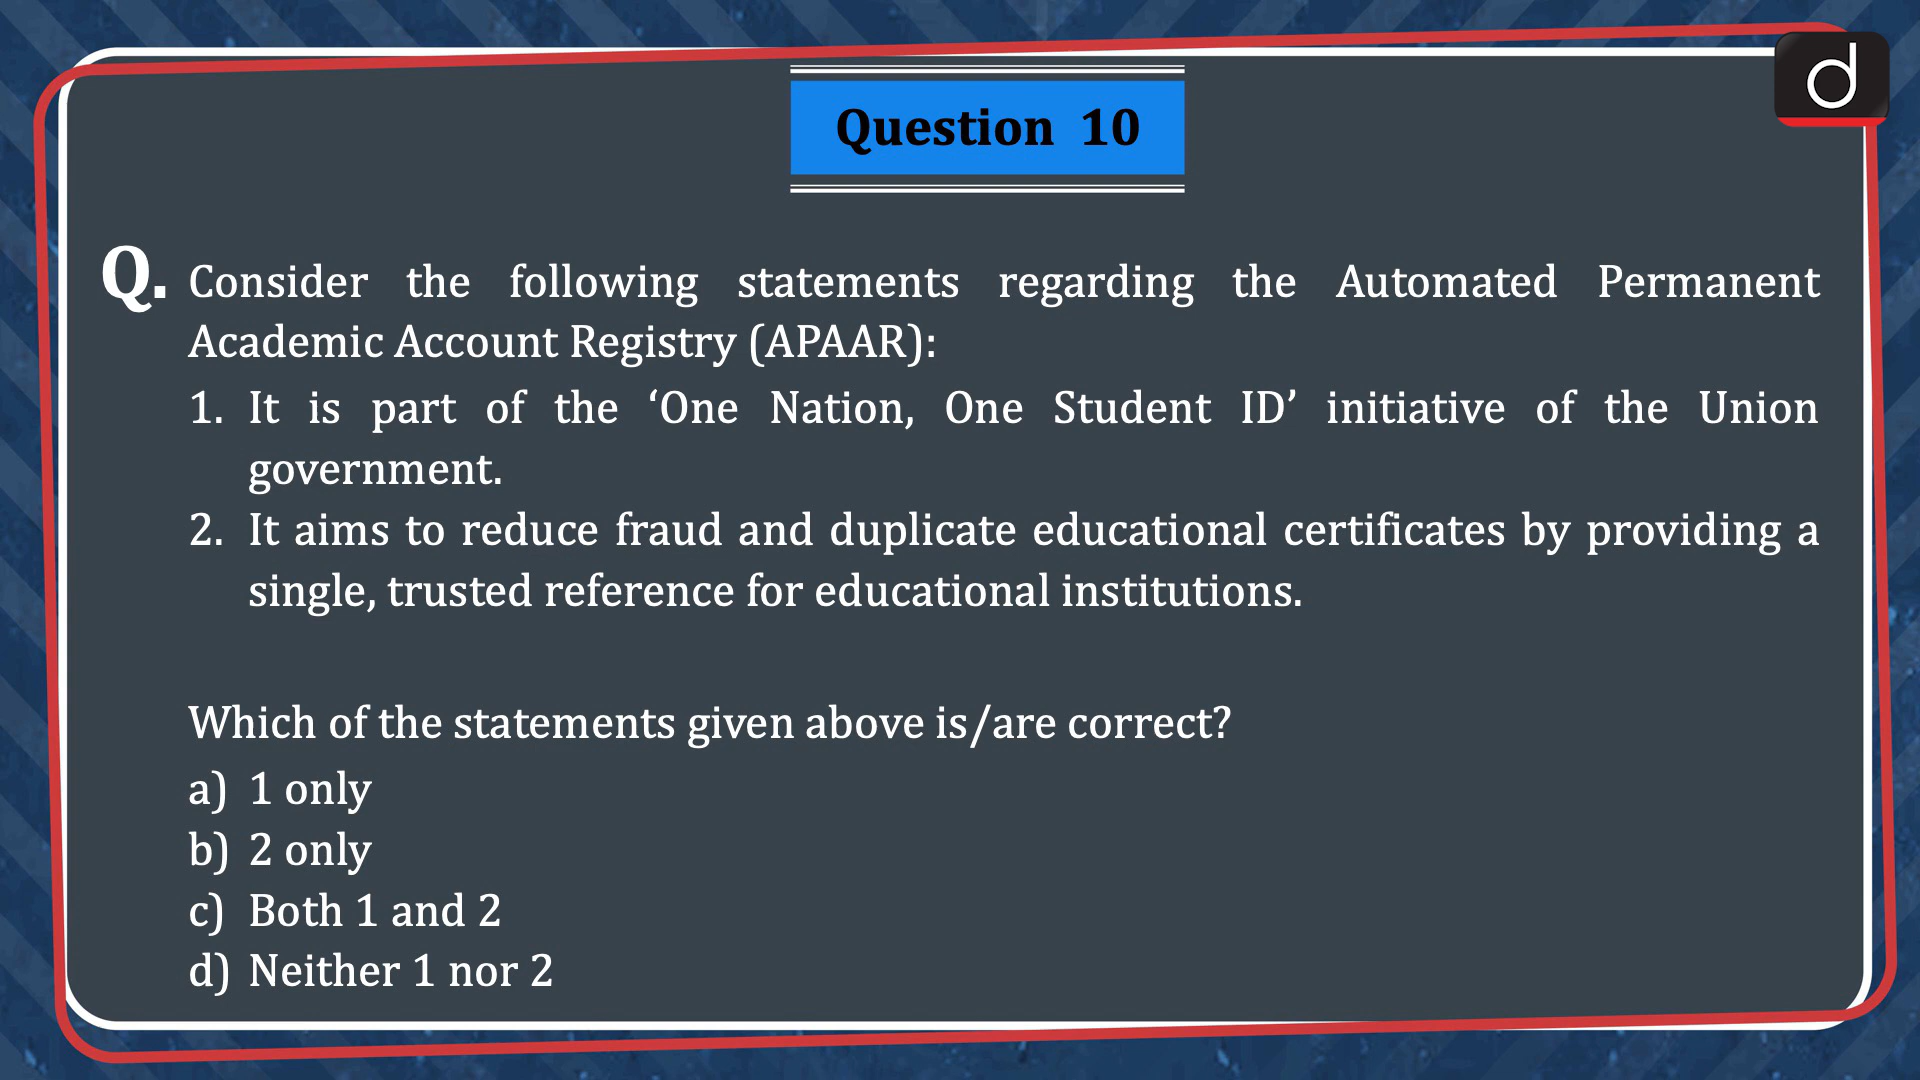 Question 10
d
Q. Consider the following statements regarding the Automated Permanent
Academic Account Registry (APAAR):
1. It is part of the ‘One Nation, One Student ID’ initiative of the Union
government.
2. It aims to reduce fraud and duplicate educational certificates by providing a
single, trusted reference for educational institutions.
Which of the statements given above is/are correct?
a) 1 only
b) 2 only
c) Both 1 and 2
d) Neither 1 nor 2